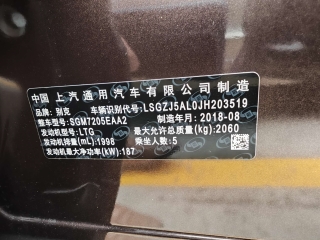 中国 上汽通用汽车有限公司制造
品牌：别克 车辆识别代号：LSGZJ5AL0JH203519
整车型号：SGM7205EAA2 制造年月：2018-08
发动机型号：LTG 最大允许总质量(kg)：2060
发动机排量(mL)：1998 乘坐人数：5
发动机最大净功率(kW)：187